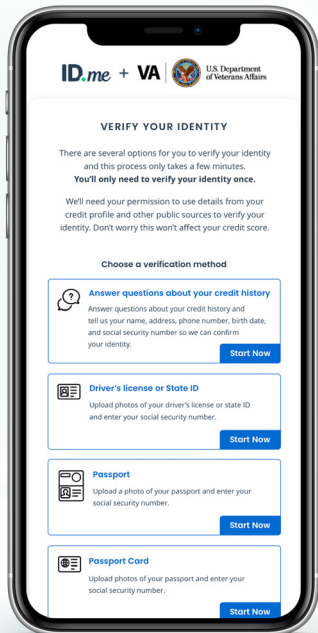 ID.me + VA U.S. Department
of Veterans Affairs
VERIFY YOUR IDENTITY
There are several options for you to verify your identity
and this process only takes a few minutes.
You'll only need to verify your identity once.
We'll need your permission to use details from your
credit profile and other public sources to verify your
identity. Don't worry this won't affect your credit score.
Choose a verification method
Answer questions about your credit history
Answer questions about your credit history and
tell us your name, address, phone number, birth date,
and social security number so we can confirm
your identity.
Start Now
Driver's license or State ID
Upload photos of your driver's license or state ID
and enter your social security number.
Start Now
Passport
Upload a photo of your passport and enter your
social security number.
Start Now
Passport Card
Upload photos of your passport and enter your
social security number.
Start Now